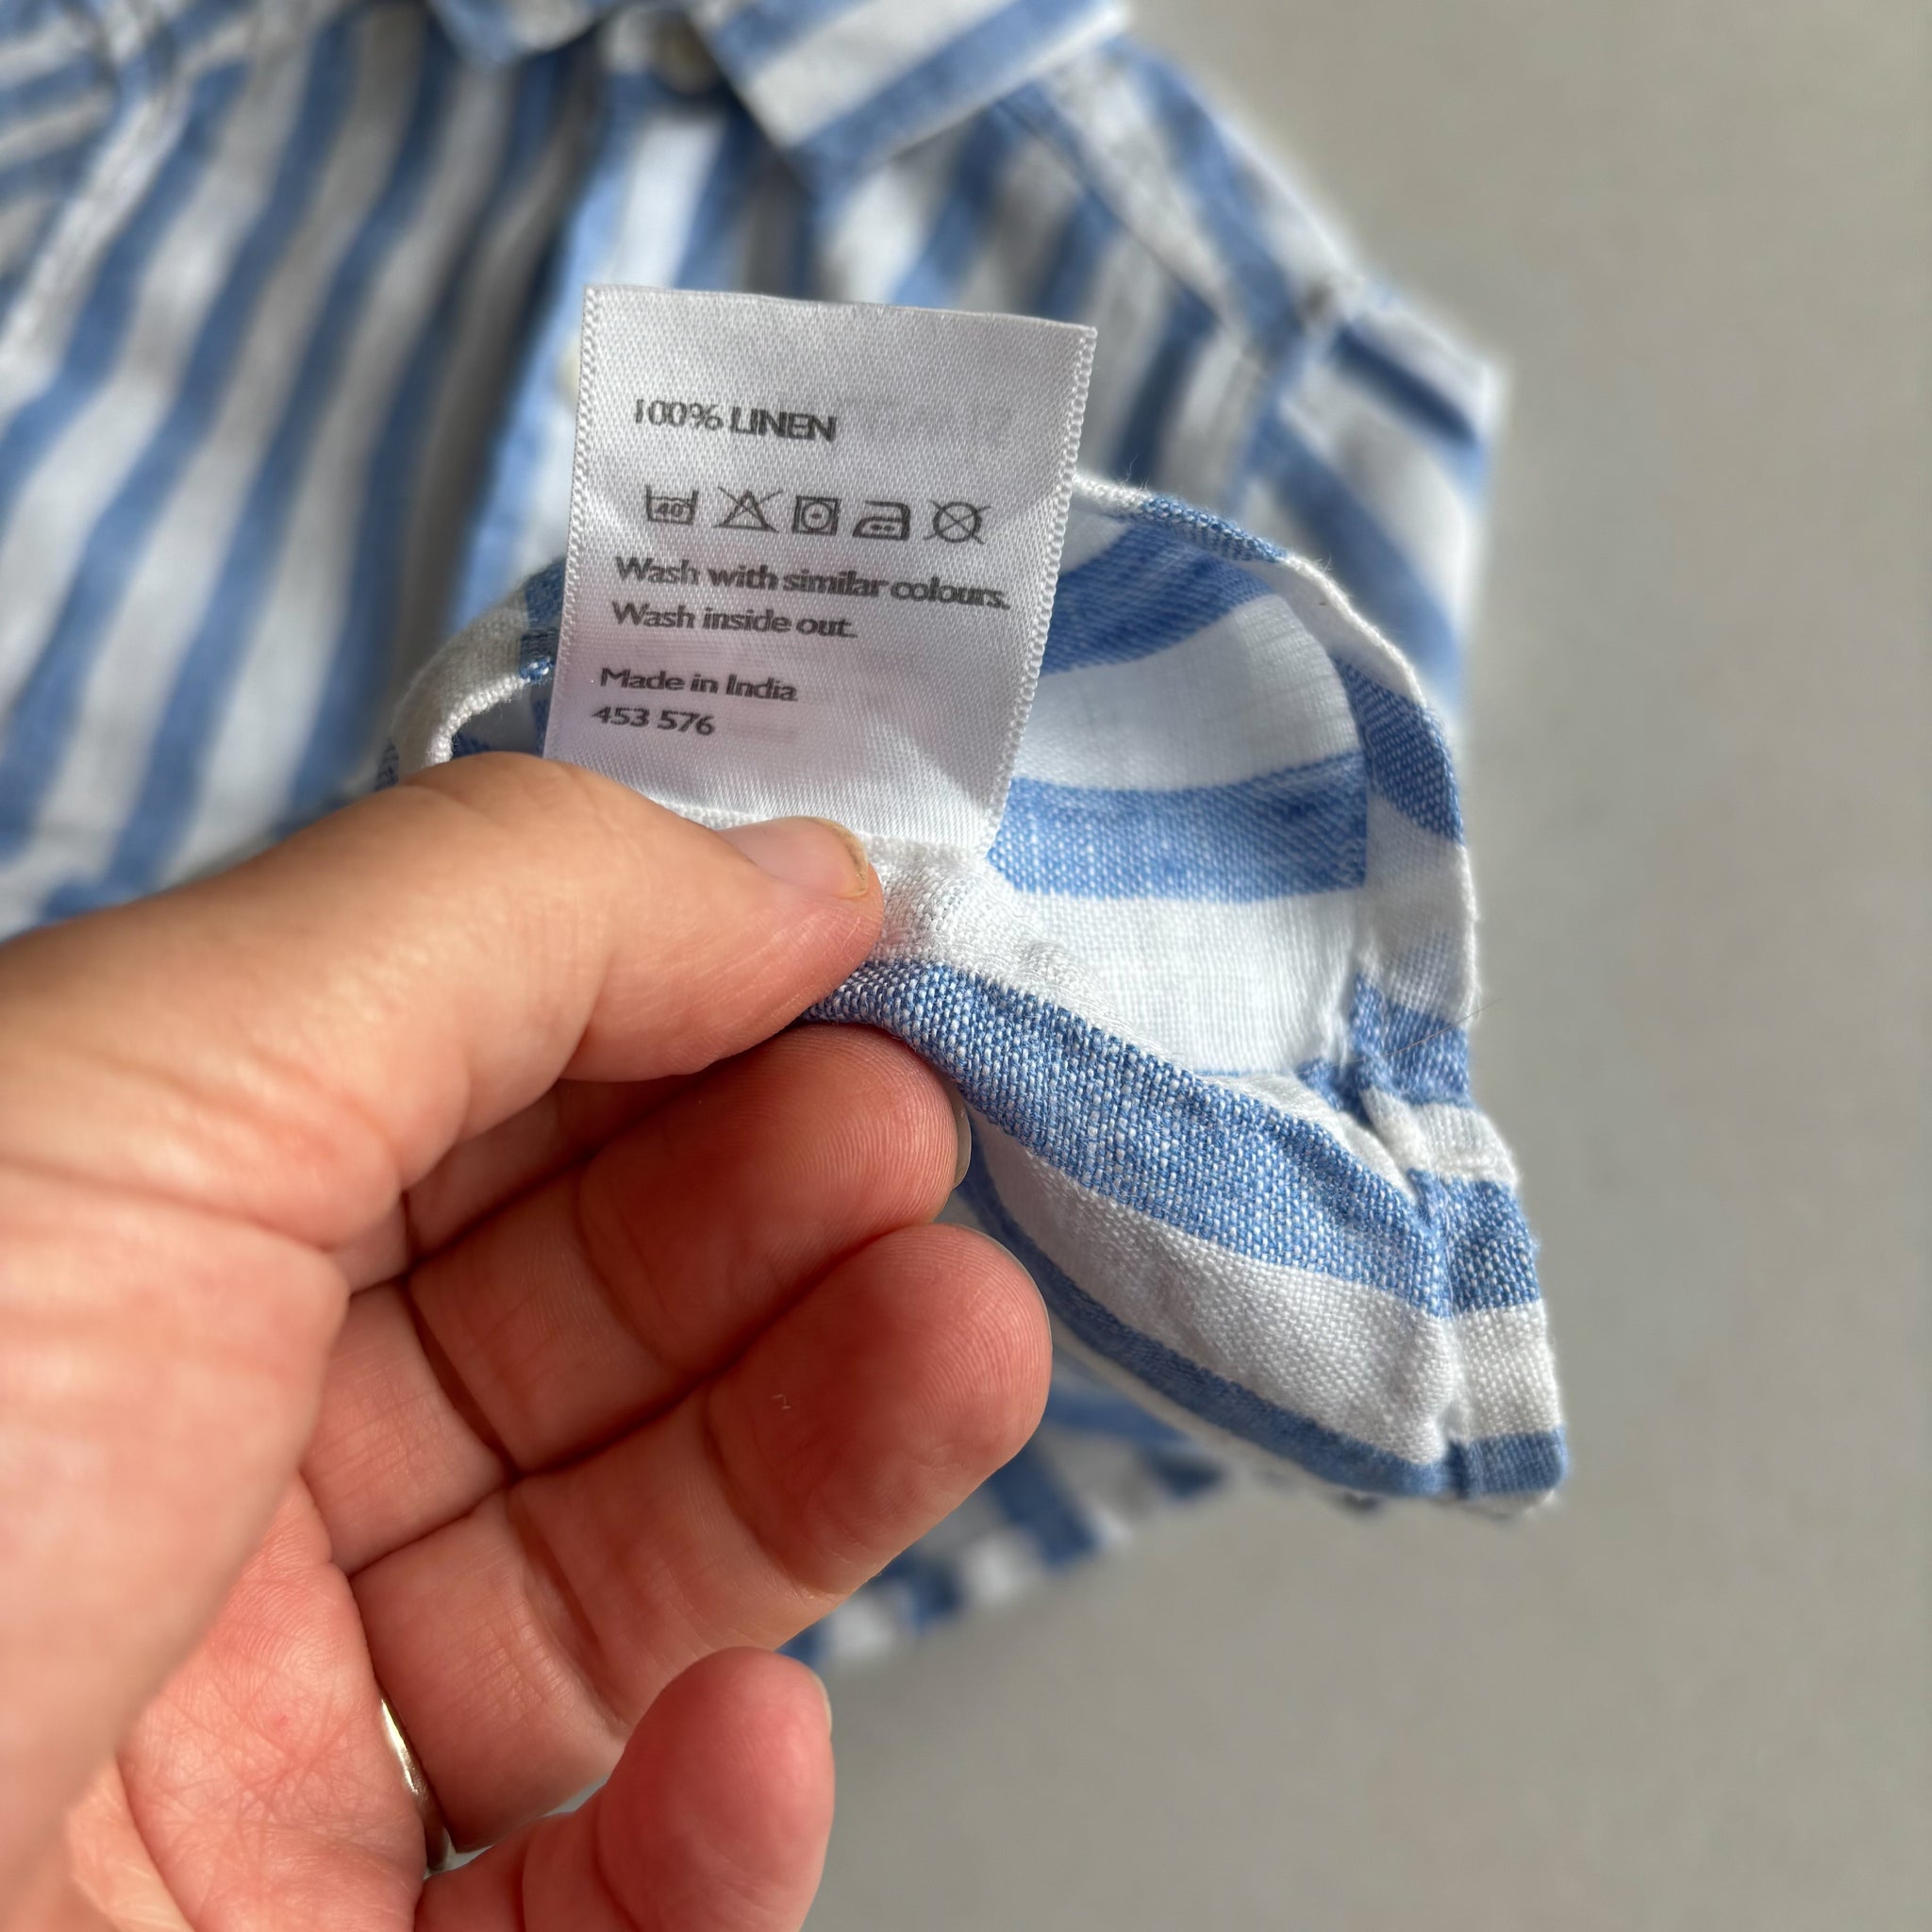 100% LINEN
40
Wash with similar colours.
Wash inside out.
Made in India
453 576